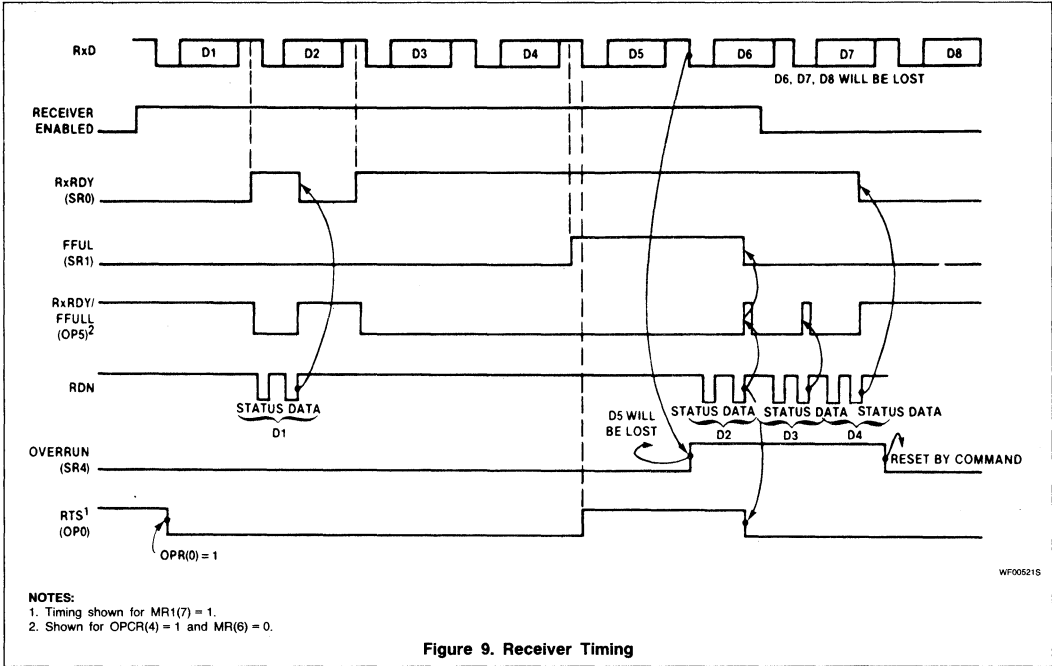 RxD D1 D2 D3 D4 D5 D6 D7 D8
D6, D7, D8 WILL BE LOST
RECEIVER
ENABLED
RxRDY
(SR0)
FFUL
(SR1)
RxRDY/
FFULL
(OP5)2
RDN
STATUS DATA
D1
STATUS DATA STATUS DATA STATUS DATA
D2 D3 D4
D5 WILL
BE LOST
OVERRUN
(SR4)
RESET BY COMMAND
RTS1
(OP0)
OPR(0) = 1
WF00521S
NOTES:
1. Timing shown for MR1(7) = 1.
2. Shown for OPCR(4) = 1 and MR(6) = 0.
Figure 9. Receiver Timing